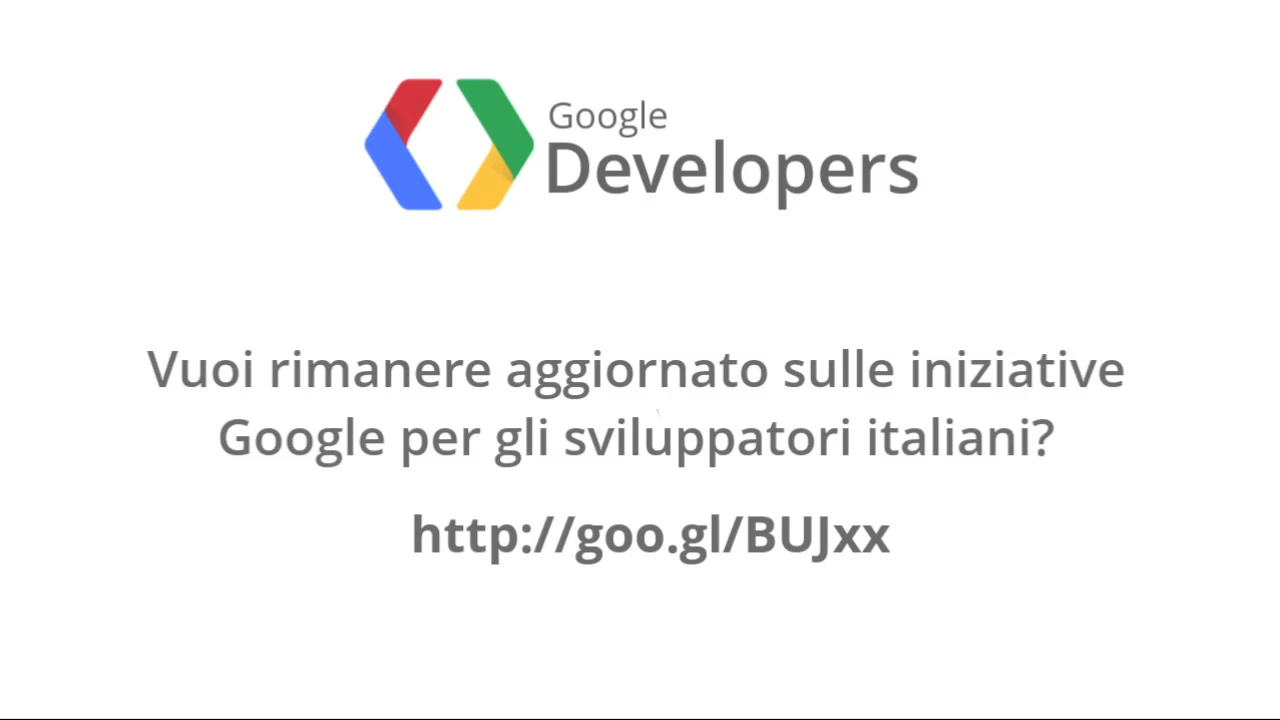 Google
Developers
Vuoi rimanere aggiornato sulle iniziative
Google per gli sviluppatori italiani?
http://goo.gl/BUJxx